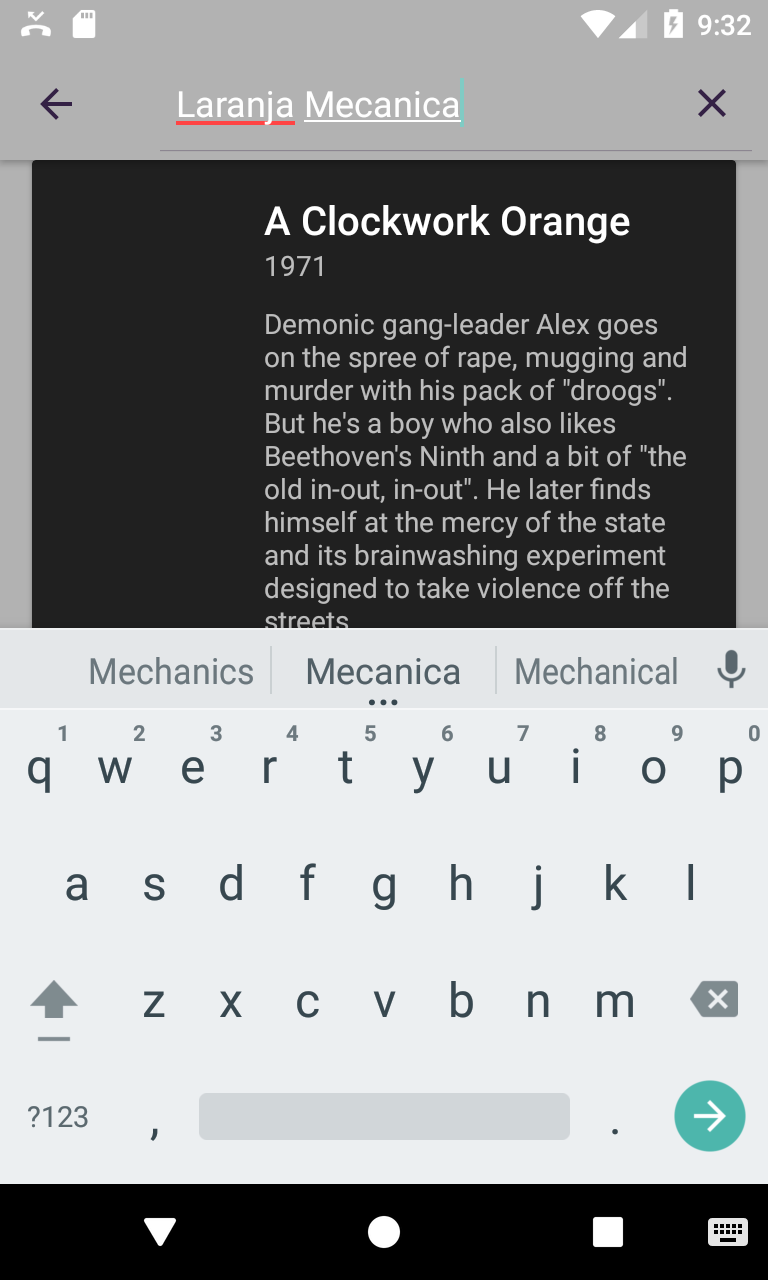 9:32
Laranja Mecanica
A Clockwork Orange
1971
Demonic gang-leader Alex goes
on the spree of rape, mugging and
murder with his pack of "droogs".
But he's a boy who also likes
Beethoven's Ninth and a bit of "the
old in-out, in-out". He later finds
himself at the mercy of the state
and its brainwashing experiment
designed to take violence off the
streets
Mechanics Mecanica Mechanical
1 2 3 4 5 6 7 8 9 0
q w e r t y u i o p
a s d f g h j k l
z x c v b n m
?123 , .